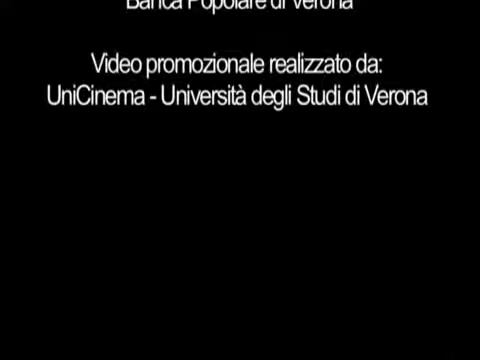 Banca Popolare di Verona
Video promozionale realizzato da:
UniCinema - Università degli Studi di Verona